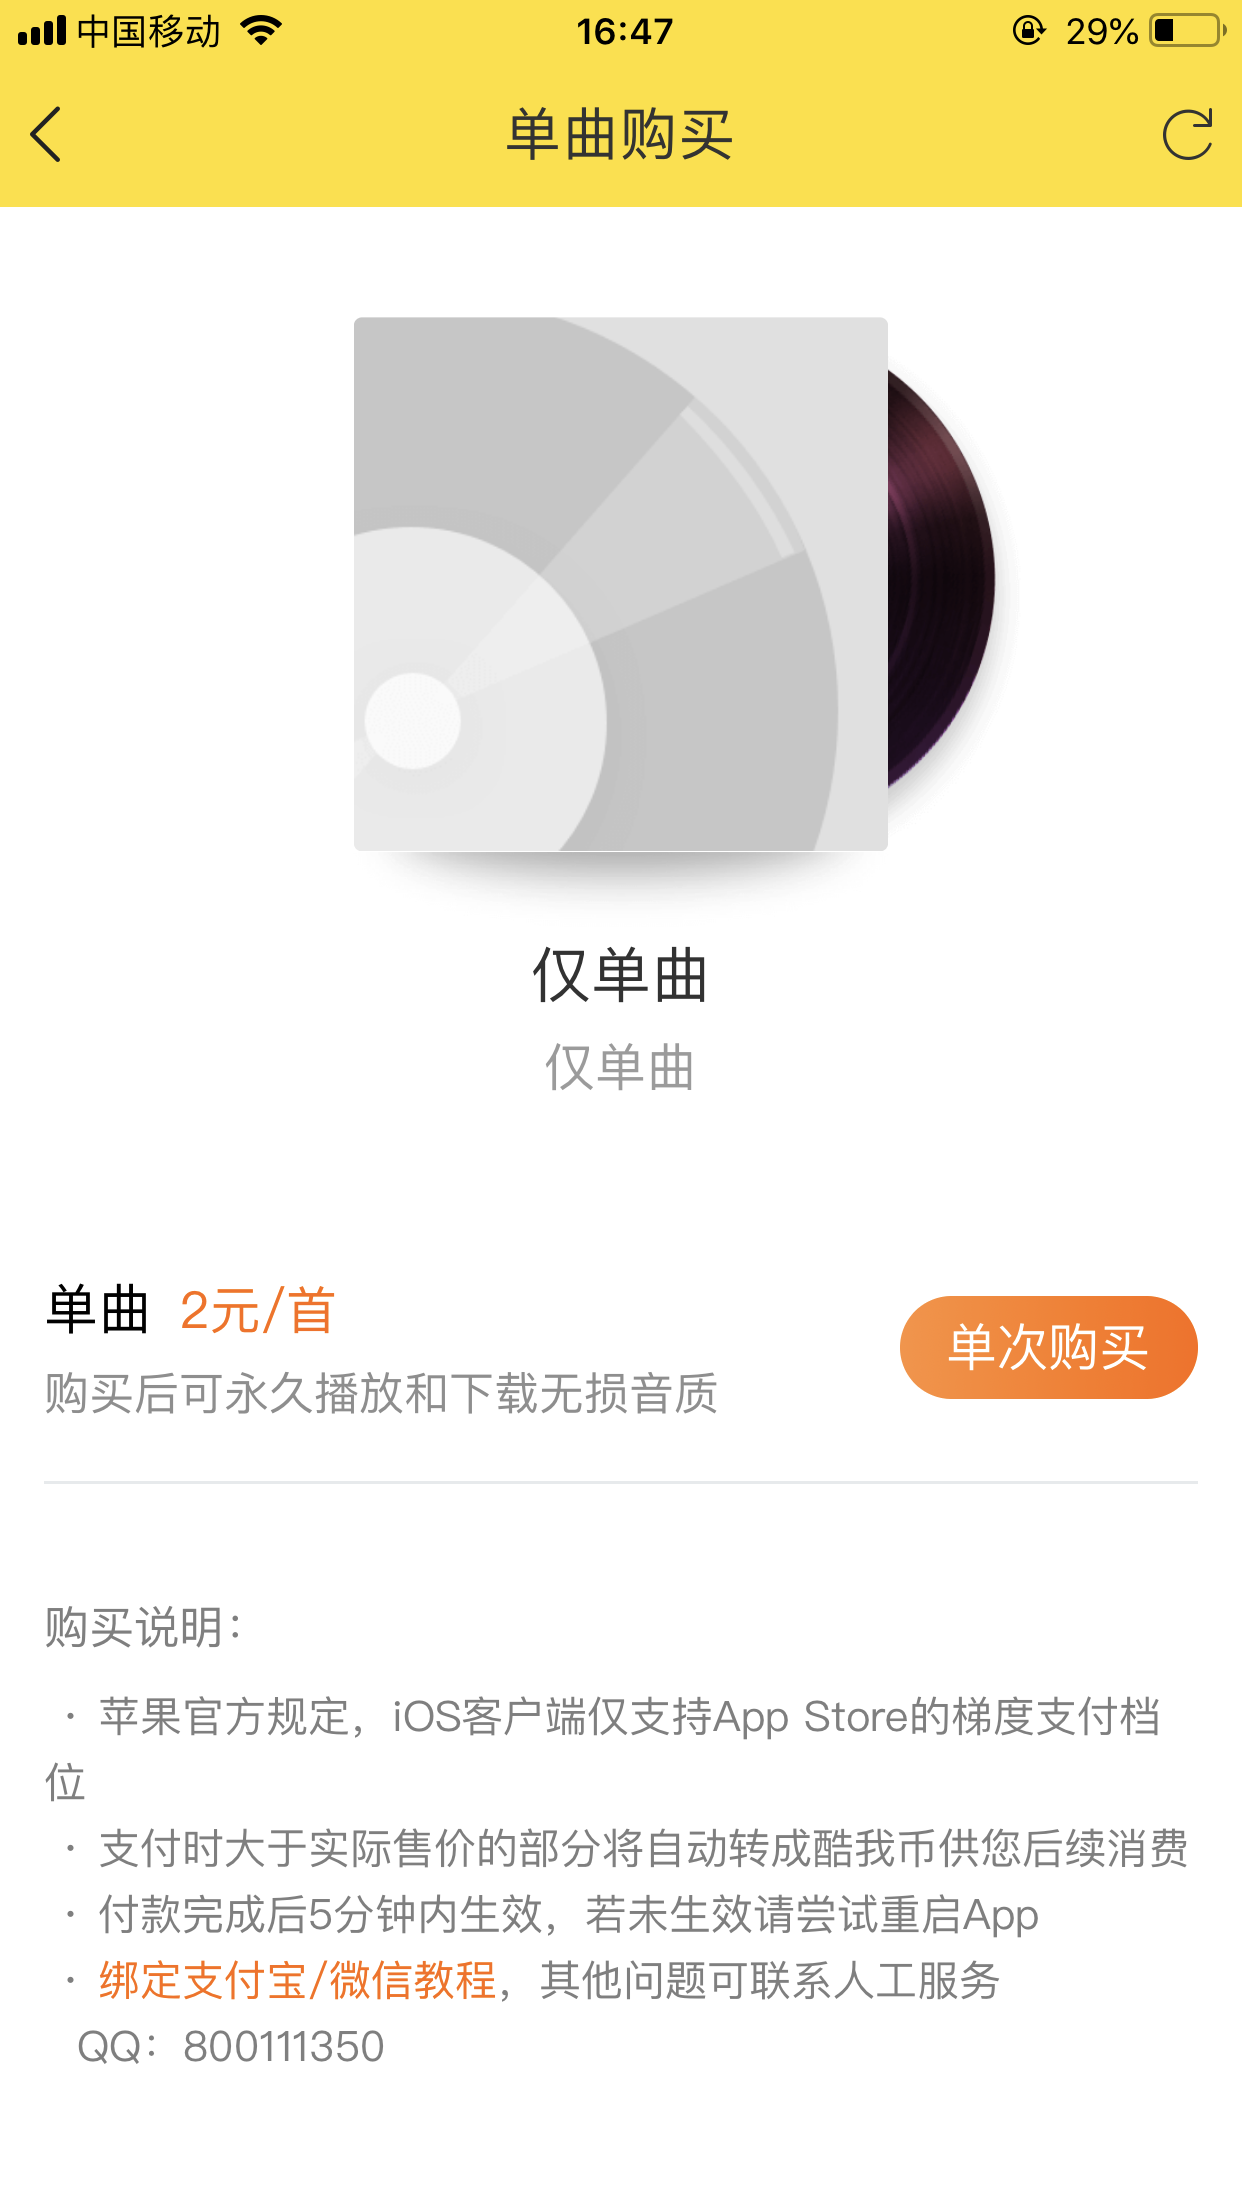 中国移动 16:47 29%
单曲购买
仅单曲
仅单曲
单曲 2元/首
单次购买
购买后可永久播放和下载无损音质
购买说明：
· 苹果官方规定，iOS客户端仅支持App Store的梯度支付档
位
· 支付时大于实际售价的部分将自动转成酷我币供您后续消费
· 付款完成后5分钟内生效，若未生效请尝试重启App
· 绑定支付宝/微信教程，其他问题可联系人工服务
QQ：800111350